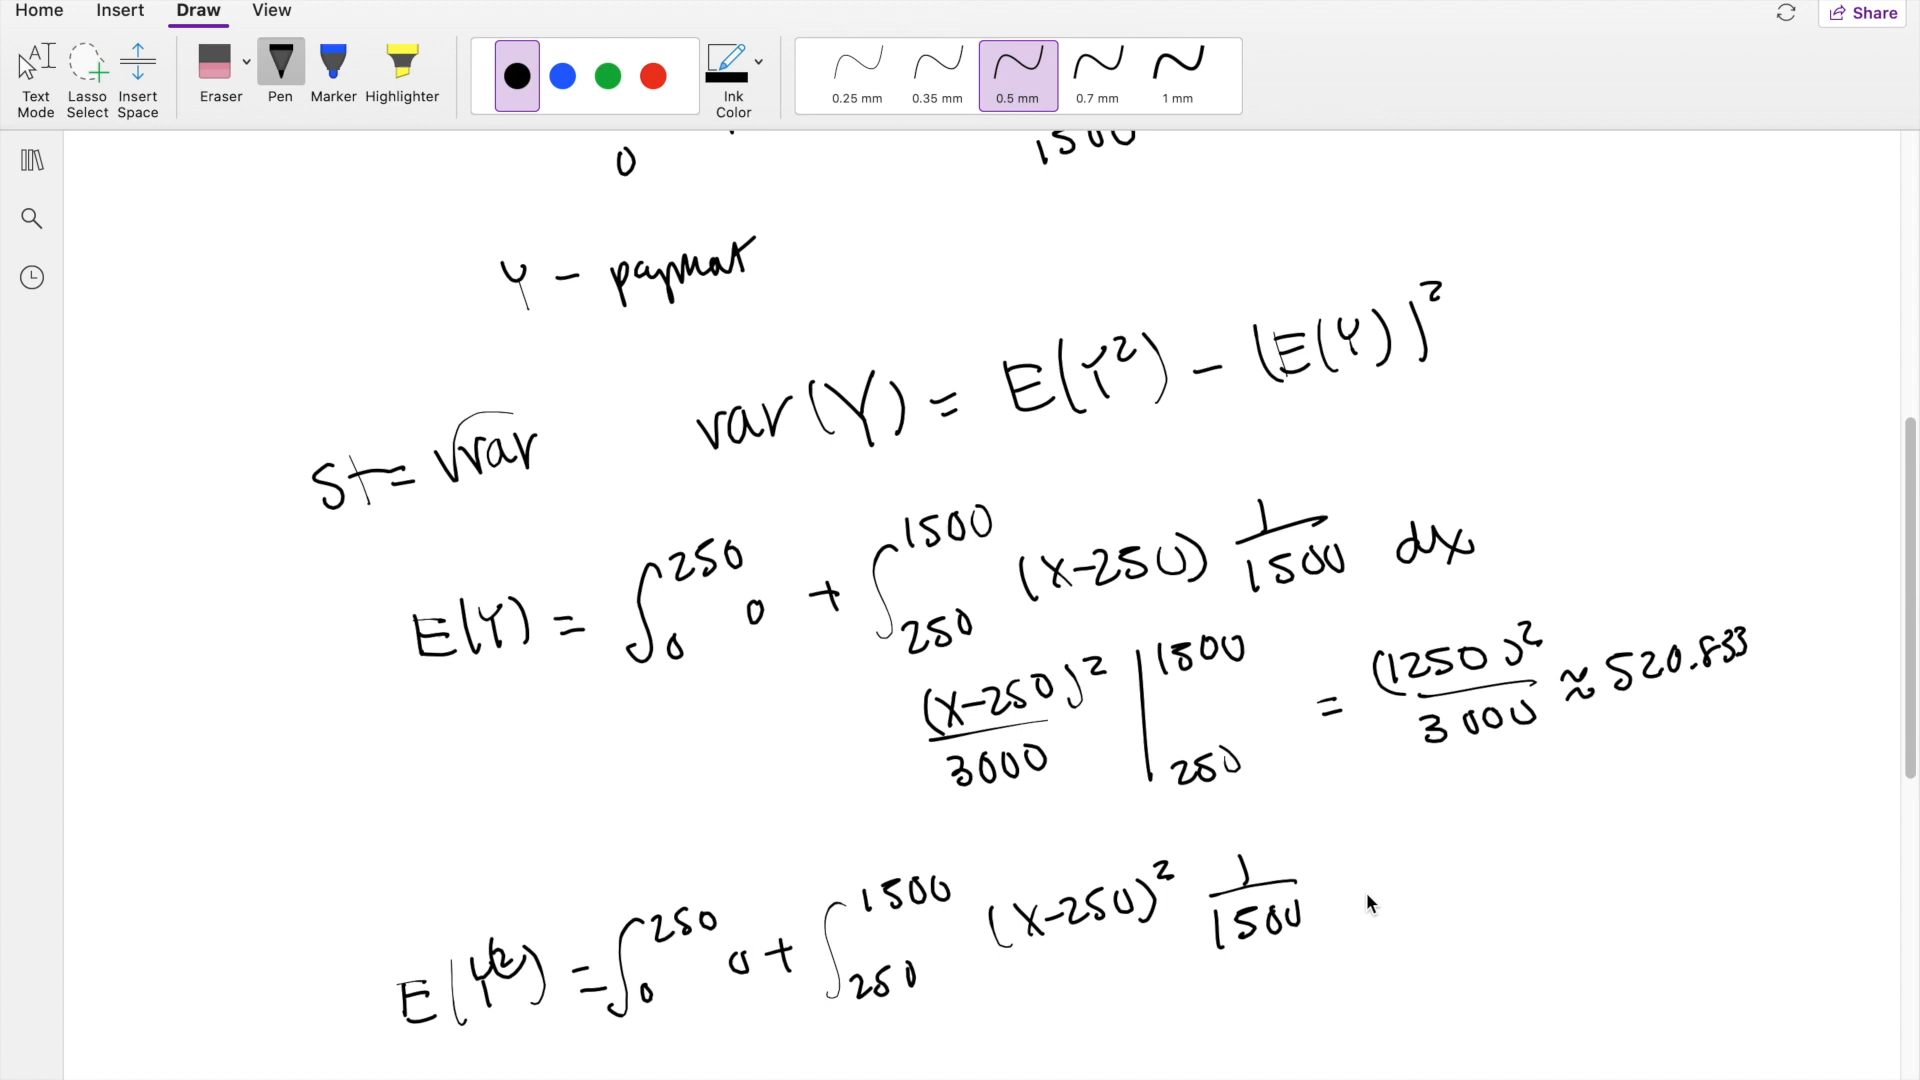 Home Insert Draw View Share
Text Mode Lasso Select Insert Space Eraser Pen Marker Highlighter Ink Color 0.25 mm 0.35 mm 0.5 mm 0.7 mm 1 mm
0 1500
Y - payment
var(Y) = E(Y²) - (E(Y))²
St = √var
E(Y) = ∫₀²⁵⁰ 0 + ∫₂₅₀¹⁵⁰⁰ (x-250) 1/1500 dx
(x-250)²/3000 |₂₅₀¹⁵⁰⁰ = (1250)²/3000 ≈ 520.833
E(Y²) = ∫₀²⁵⁰ 0 + ∫₂₅₀¹⁵⁰⁰ (x-250)² 1/1500